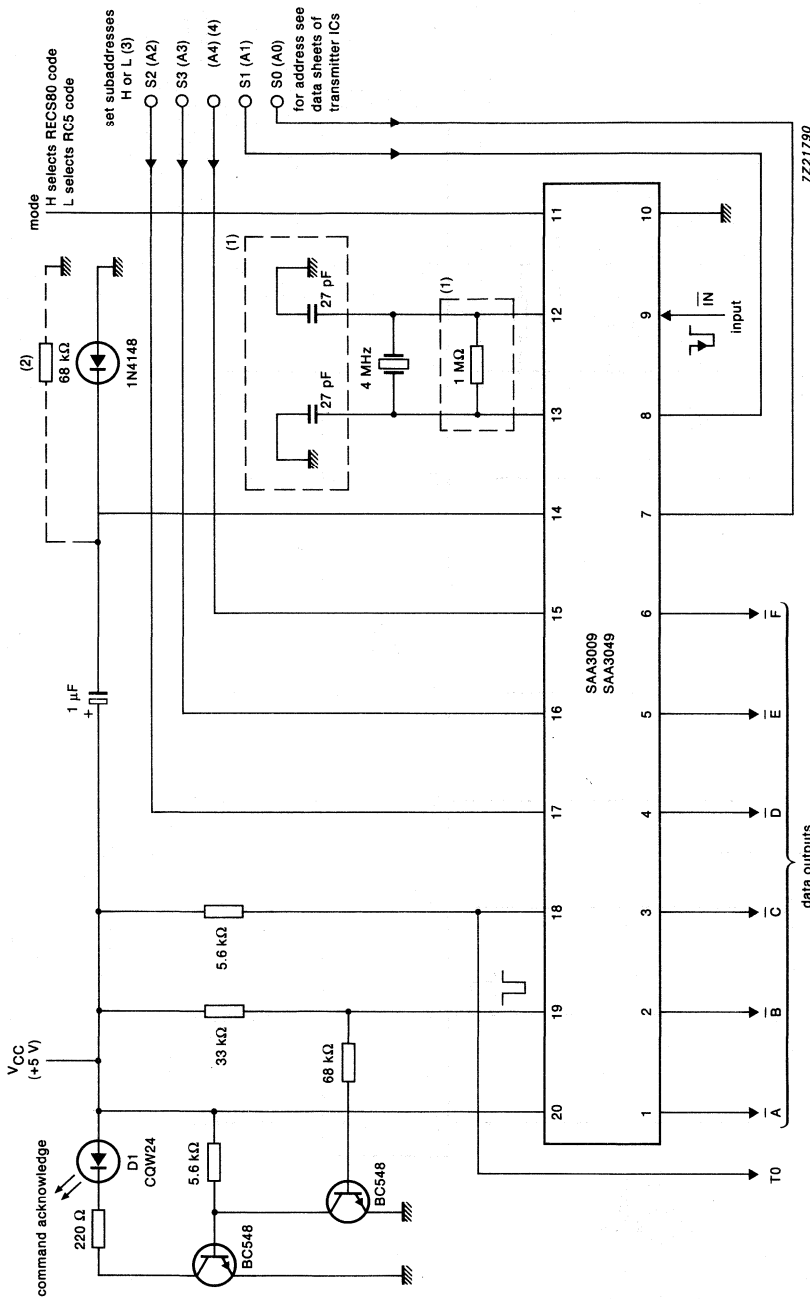 command acknowledge
220 Ω
D1
CQW24
VCC
(+5 V)
5.6 kΩ
BC548
68 kΩ
BC548
33 kΩ
5.6 kΩ
1 µF
+
(2)
68 kΩ
1N4148
mode
H selects RECS80 code
L selects RC5 code
set subaddresses
H or L (3)
S2 (A2)
S3 (A3)
(A4) (4)
S1 (A1)
S0 (A0)
for address see
data sheets of
transmitter ICs
(1)
27 pF
27 pF
4 MHz
(1)
1 MΩ
20
19
18
17
16
15
14
13
12
11
SAA3009
SAA3049
1
2
3
4
5
6
7
8
9
10
T0
A
B
C
D
E
F
IN
input
data outputs
7Z21790